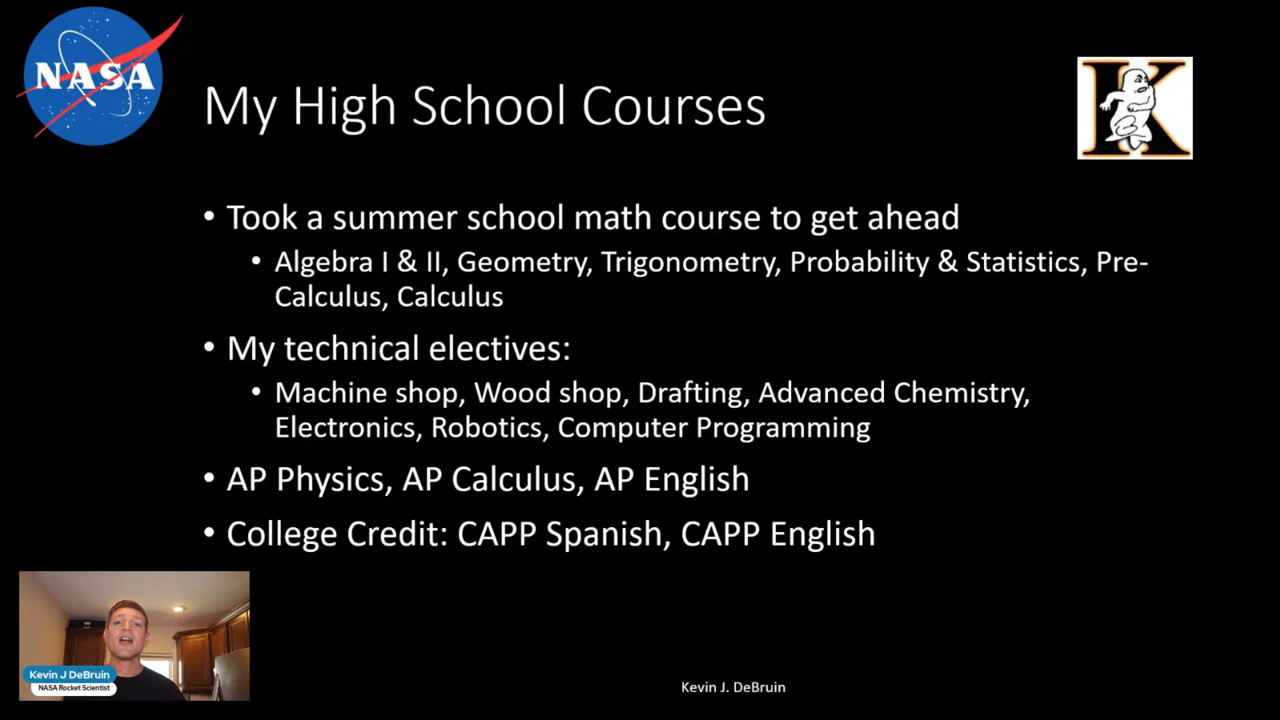 NASA
My High School Courses
K
• Took a summer school math course to get ahead
• Algebra I & II, Geometry, Trigonometry, Probability & Statistics, Pre-
Calculus, Calculus
• My technical electives:
• Machine shop, Wood shop, Drafting, Advanced Chemistry,
Electronics, Robotics, Computer Programming
• AP Physics, AP Calculus, AP English
• College Credit: CAPP Spanish, CAPP English
Kevin J DeBruin
NASA Rocket Scientist
Kevin J. DeBruin